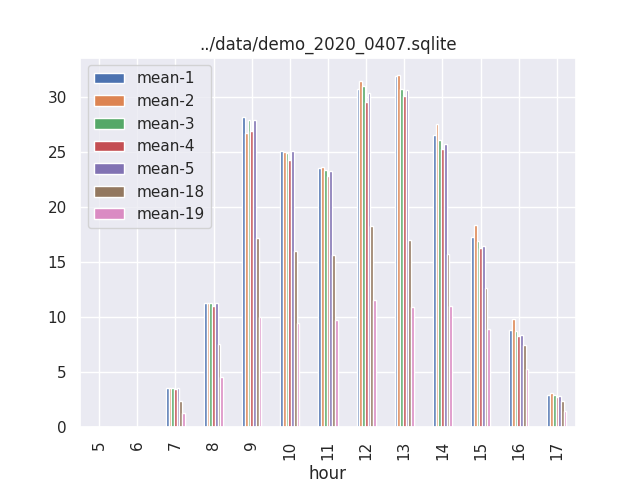 ../data/demo_2020_0407.sqlite
mean-1
mean-2
mean-3
mean-4
mean-5
mean-18
mean-19
30
25
20
15
10
5
0
5 6 7 8 9 10 11 12 13 14 15 16 17
hour